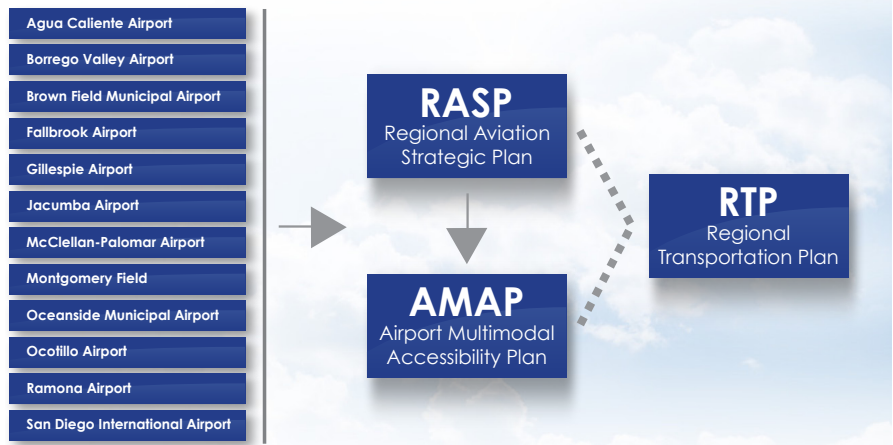 Agua Caliente Airport
Borrego Valley Airport
Brown Field Municipal Airport
Fallbrook Airport
Gillespie Airport
Jacumba Airport
McClellan-Palomar Airport
Montgomery Field
Oceanside Municipal Airport
Ocotillo Airport
Ramona Airport
San Diego International Airport
RASP
Regional Aviation
Strategic Plan
AMAP
Airport Multimodal
Accessibility Plan
RTP
Regional
Transportation Plan